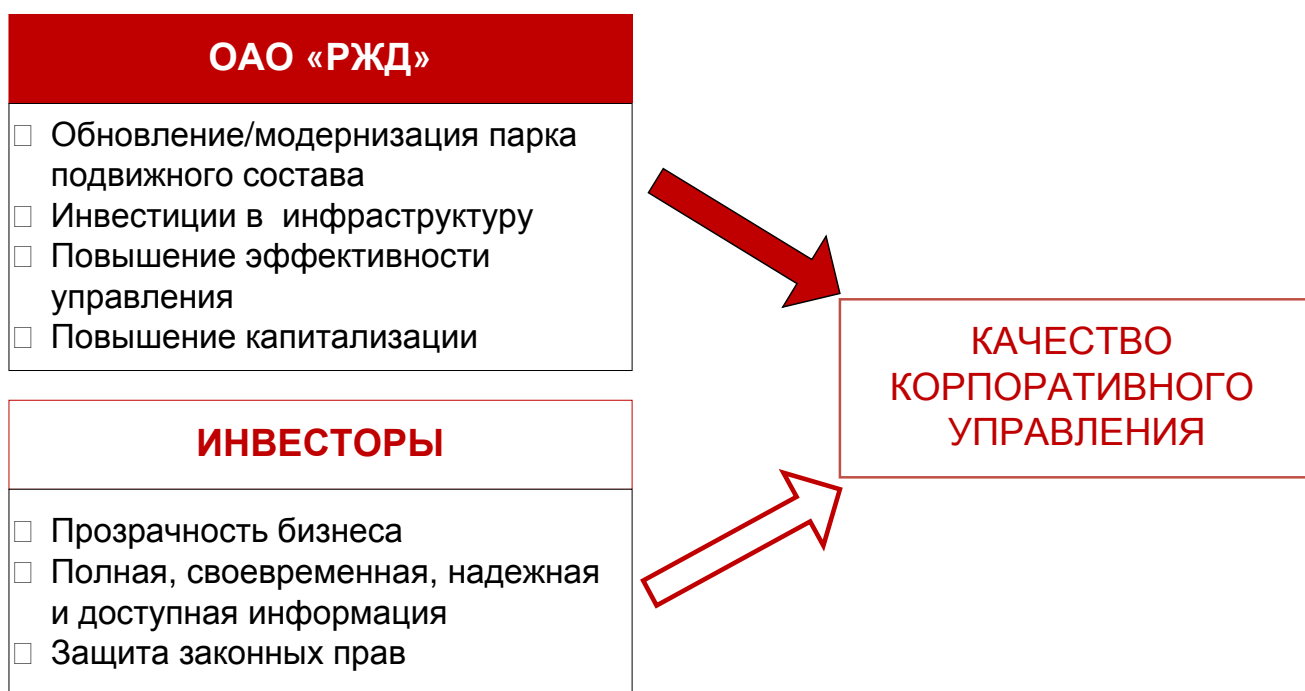 ОАО «РЖД»
Обновление/модернизация парка
подвижного состава
Инвестиции в инфраструктуру
Повышение эффективности
управления
Повышение капитализации
ИНВЕСТОРЫ
Прозрачность бизнеса
Полная, своевременная, надежная
и доступная информация
Защита законных прав
КАЧЕСТВО
КОРПОРАТИВНОГО
УПРАВЛЕНИЯ